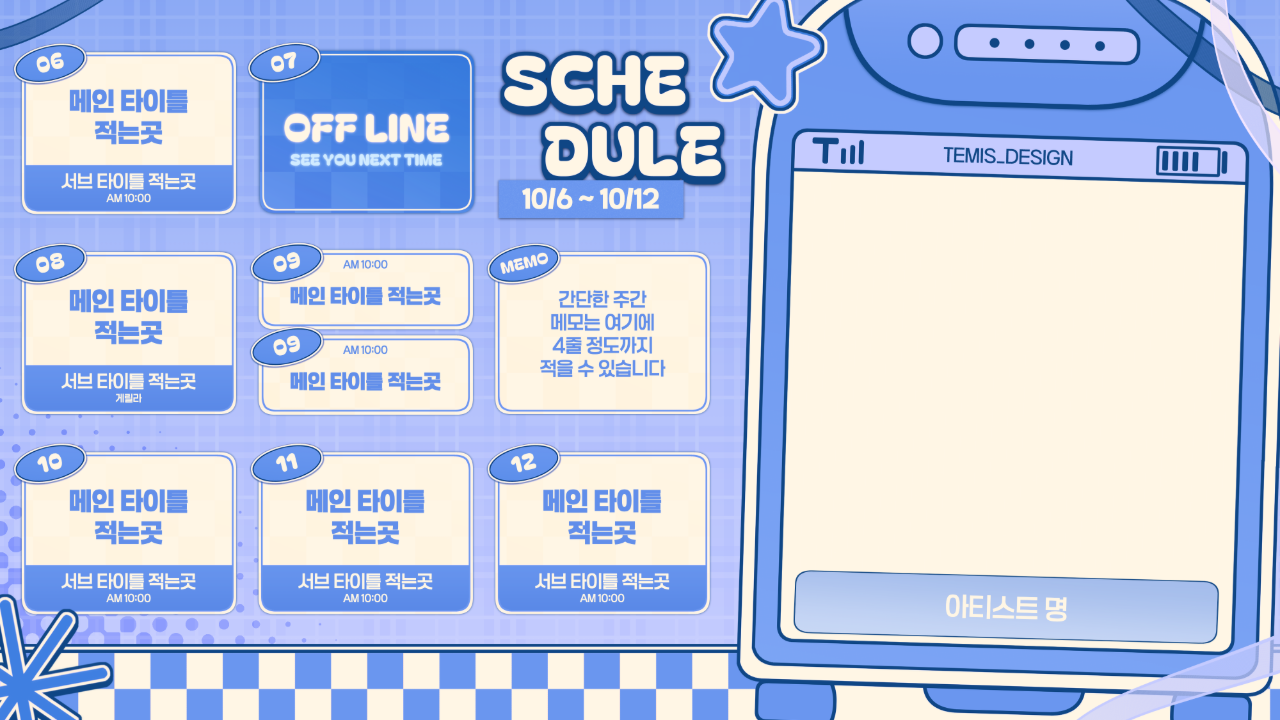 06
메인 타이틀
적는곳
서브 타이틀 적는곳
AM 10:00
07
OFF LINE
SEE YOU NEXT TIME
SCHE
DULE
10/6 ~ 10/12
08
메인 타이틀
적는곳
서브 타이틀 적는곳
게릴라
09
AM 10:00
메인 타이틀 적는곳
09
AM 10:00
메인 타이틀 적는곳
MEMO
간단한 주간
메모는 여기에
4줄 정도까지
적을 수 있습니다
10
메인 타이틀
적는곳
서브 타이틀 적는곳
AM 10:00
11
메인 타이틀
적는곳
서브 타이틀 적는곳
AM 10:00
12
메인 타이틀
적는곳
서브 타이틀 적는곳
AM 10:00
TEMIS_DESIGN
아티스트 명